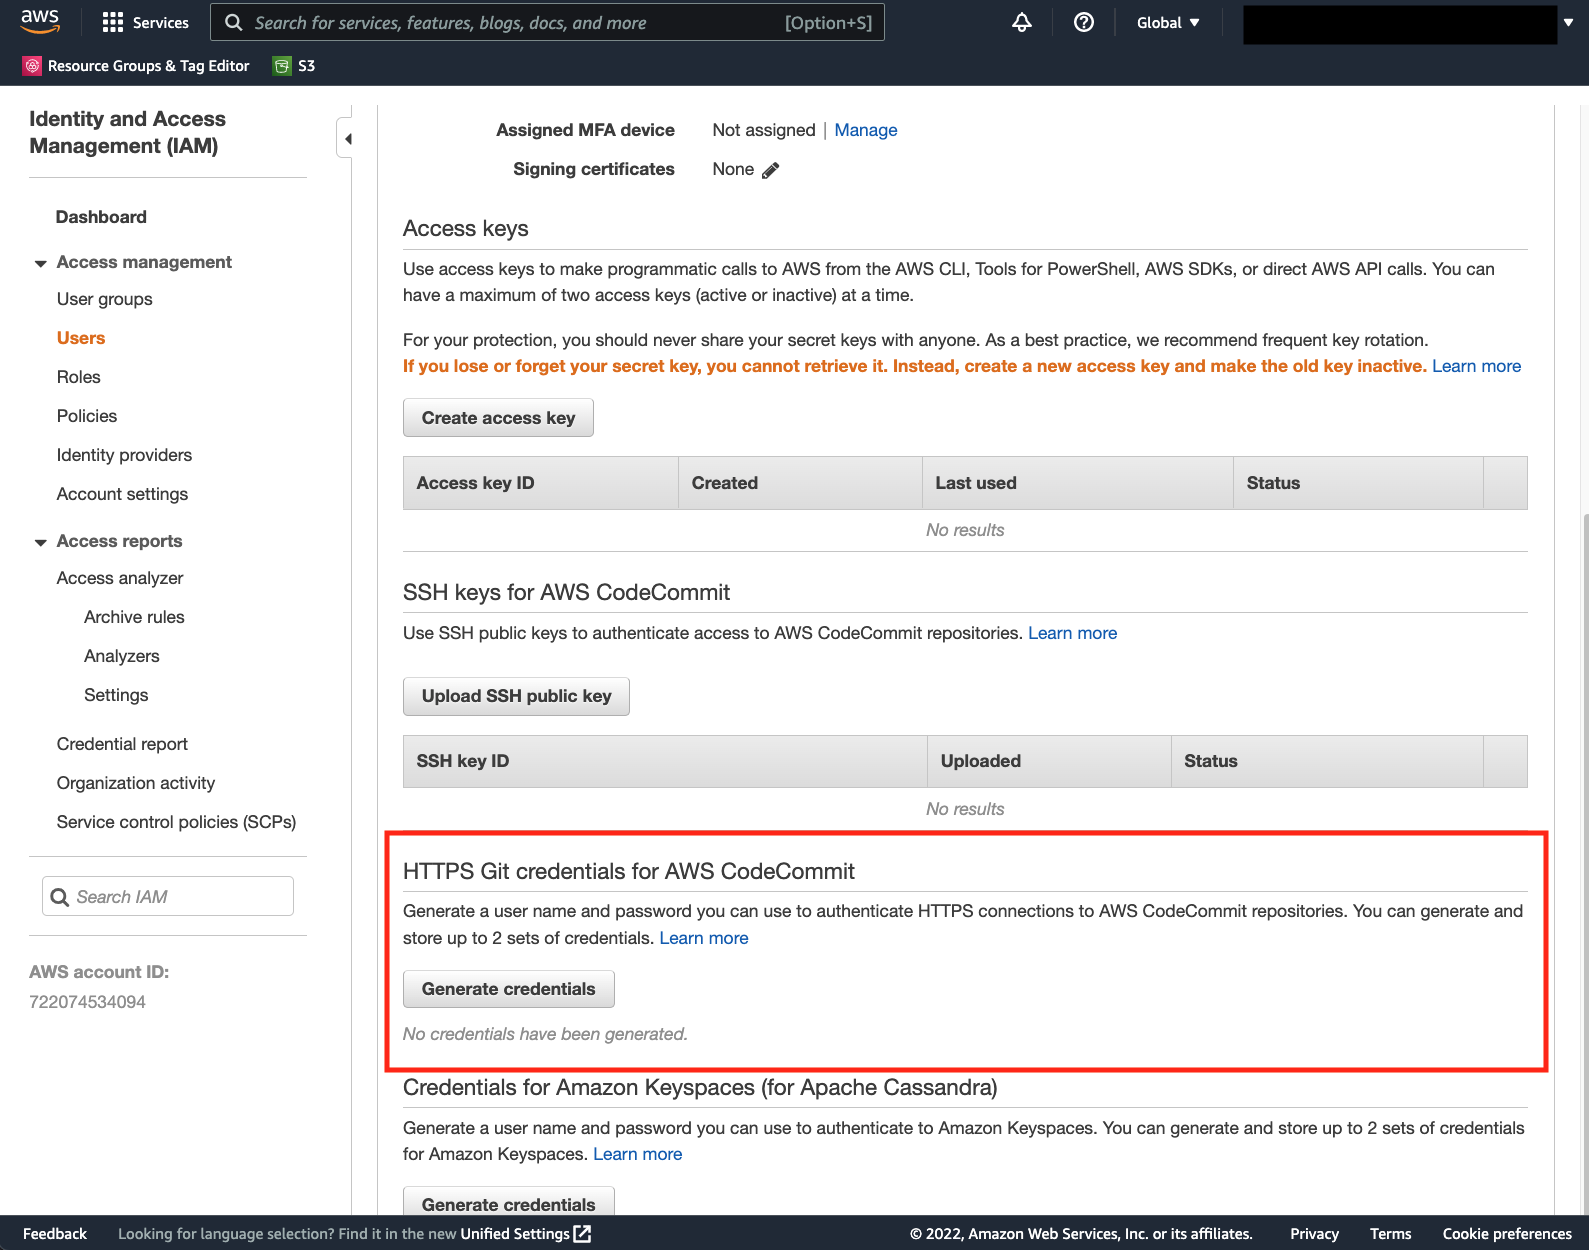 aws
Services
Search for services, features, blogs, docs, and more
[Option+S]
Global ▼
Resource Groups & Tag Editor
S3
Identity and Access
Management (IAM)
Dashboard
Access management
User groups
Users
Roles
Policies
Identity providers
Account settings
Access reports
Access analyzer
Archive rules
Analyzers
Settings
Credential report
Organization activity
Service control policies (SCPs)
Search IAM
AWS account ID:
722074534094
Assigned MFA device Not assigned | Manage
Signing certificates None
Access keys
Use access keys to make programmatic calls to AWS from the AWS CLI, Tools for PowerShell, AWS SDKs, or direct AWS API calls. You can
have a maximum of two access keys (active or inactive) at a time.
For your protection, you should never share your secret keys with anyone. As a best practice, we recommend frequent key rotation.
If you lose or forget your secret key, you cannot retrieve it. Instead, create a new access key and make the old key inactive. Learn more
Create access key
Access key ID Created Last used Status
No results
SSH keys for AWS CodeCommit
Use SSH public keys to authenticate access to AWS CodeCommit repositories. Learn more
Upload SSH public key
SSH key ID Uploaded Status
No results
HTTPS Git credentials for AWS CodeCommit
Generate a user name and password you can use to authenticate HTTPS connections to AWS CodeCommit repositories. You can generate and
store up to 2 sets of credentials. Learn more
Generate credentials
No credentials have been generated.
Credentials for Amazon Keyspaces (for Apache Cassandra)
Generate a user name and password you can use to authenticate to Amazon Keyspaces. You can generate and store up to 2 sets of credentials
for Amazon Keyspaces. Learn more
Generate credentials
Feedback
Looking for language selection? Find it in the new Unified Settings
© 2022, Amazon Web Services, Inc. or its affiliates.
Privacy
Terms
Cookie preferences